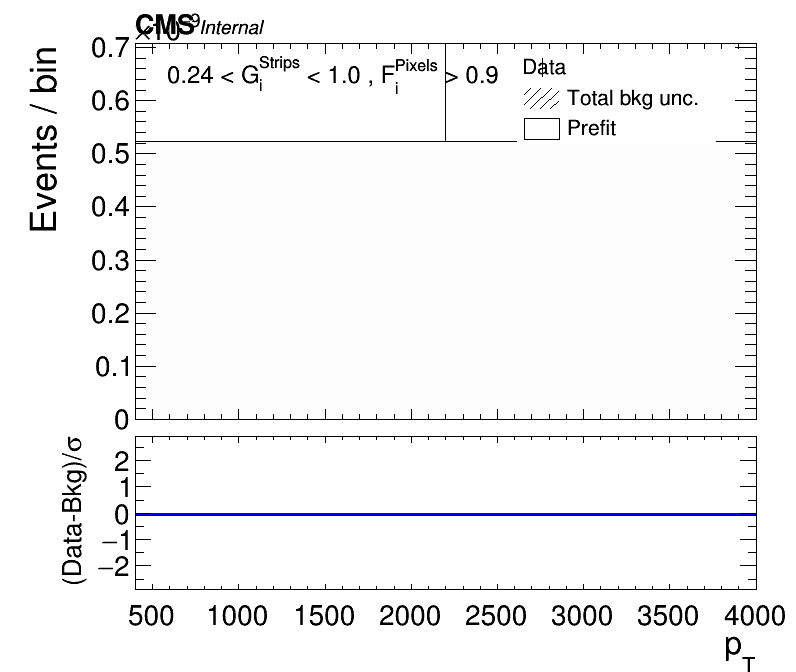 CMS Internal
×10⁻⁹
0.24 < G_i^Strips < 1.0 , F_i^Pixels > 0.9
Data
Total bkg unc.
Prefit
Events / bin
0.7
0.6
0.5
0.4
0.3
0.2
0.1
0
(Data-Bkg)/σ
2
1
0
−1
−2
500 1000 1500 2000 2500 3000 3500 4000
p_T